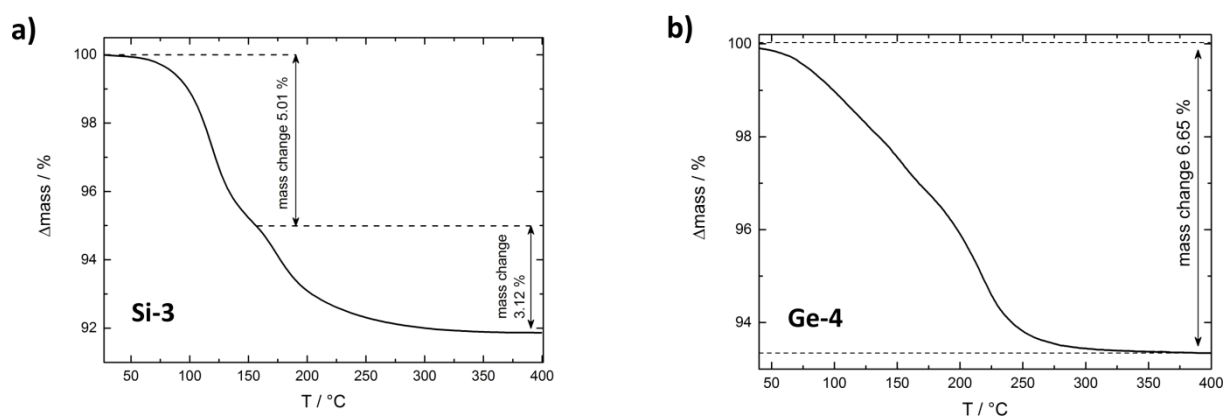 a)
100
98
96
94
92
Δmass / %
mass change 5.01 %
mass change
3.12 %
Si-3
50 100 150 200 250 300 350 400
T / °C
b)
100
98
96
94
Δmass / %
mass change 6.65 %
Ge-4
50 100 150 200 250 300 350 400
T / °C